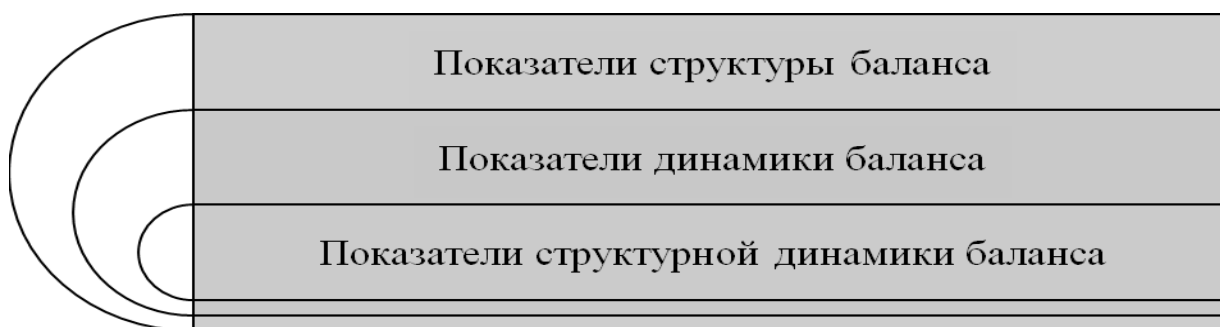 Показатели структуры баланса
Показатели динамики баланса
Показатели структурной динамики баланса